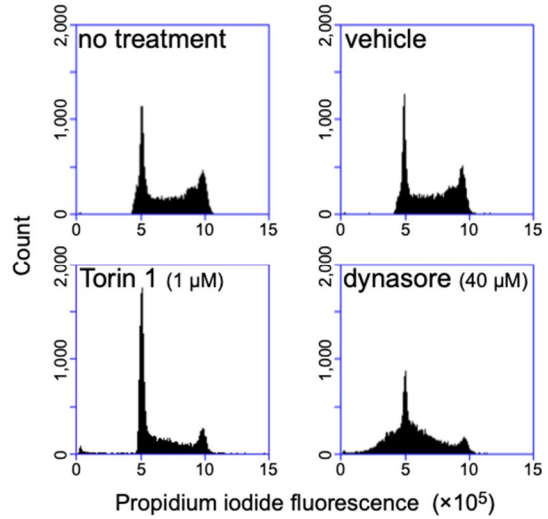 no treatment
vehicle
2,000
1,000
0
0 5 10 15
2,000
1,000
0
0 5 10 15
Torin 1 (1 µM)
dynasore (40 µM)
2,000
1,000
0
0 5 10 15
2,000
1,000
0
0 5 10 15
Count
Propidium iodide fluorescence (×10⁵)